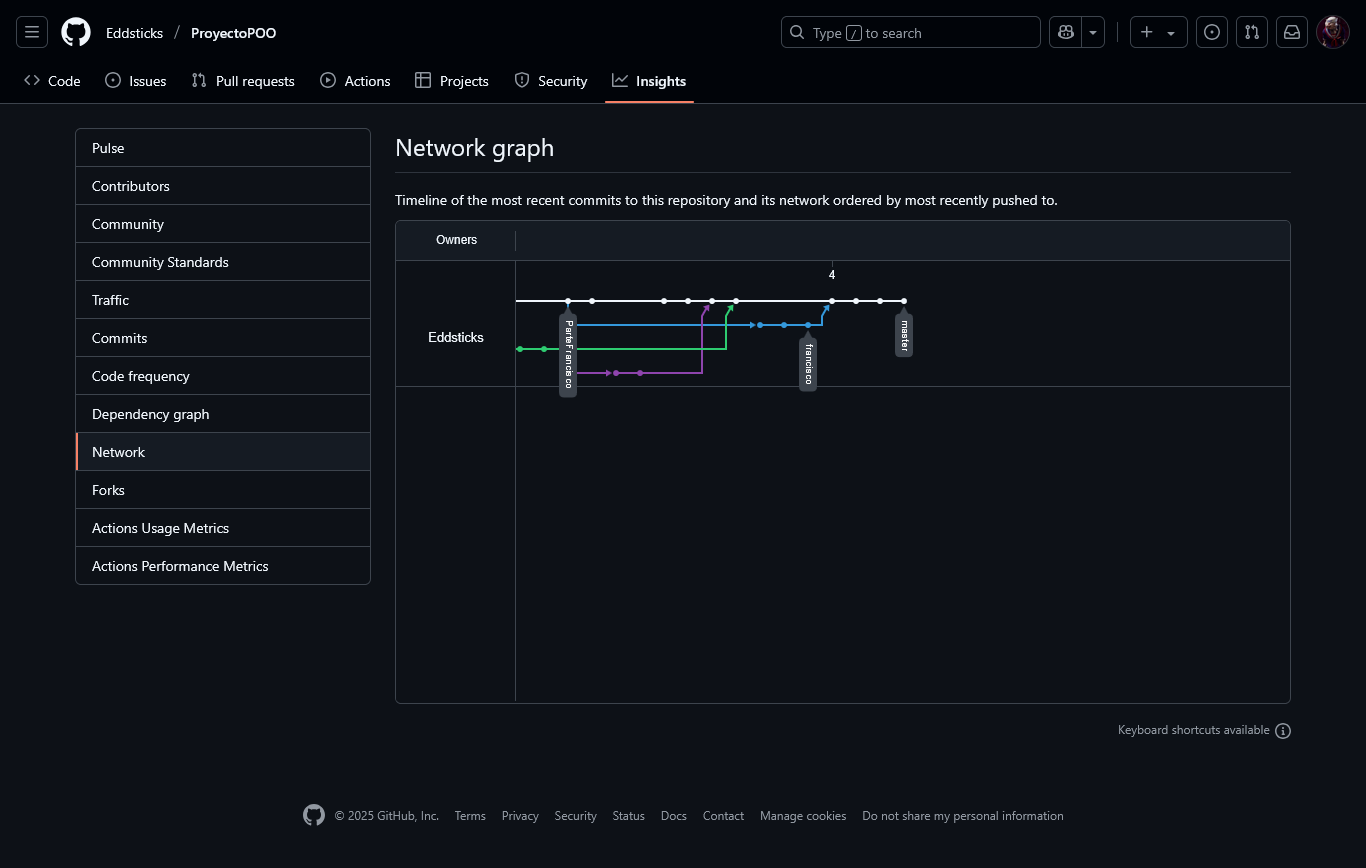 Eddsticks / ProyectoPOO
Type / to search
Code
Issues
Pull requests
Actions
Projects
Security
Insights
Pulse
Contributors
Community
Community Standards
Traffic
Commits
Code frequency
Dependency graph
Network
Forks
Actions Usage Metrics
Actions Performance Metrics
Network graph
Timeline of the most recent commits to this repository and its network ordered by most recently pushed to.
Owners
4
Eddsticks
ParteFrancisco
francisco
master
Keyboard shortcuts available
© 2025 GitHub, Inc.
Terms
Privacy
Security
Status
Docs
Contact
Manage cookies
Do not share my personal information